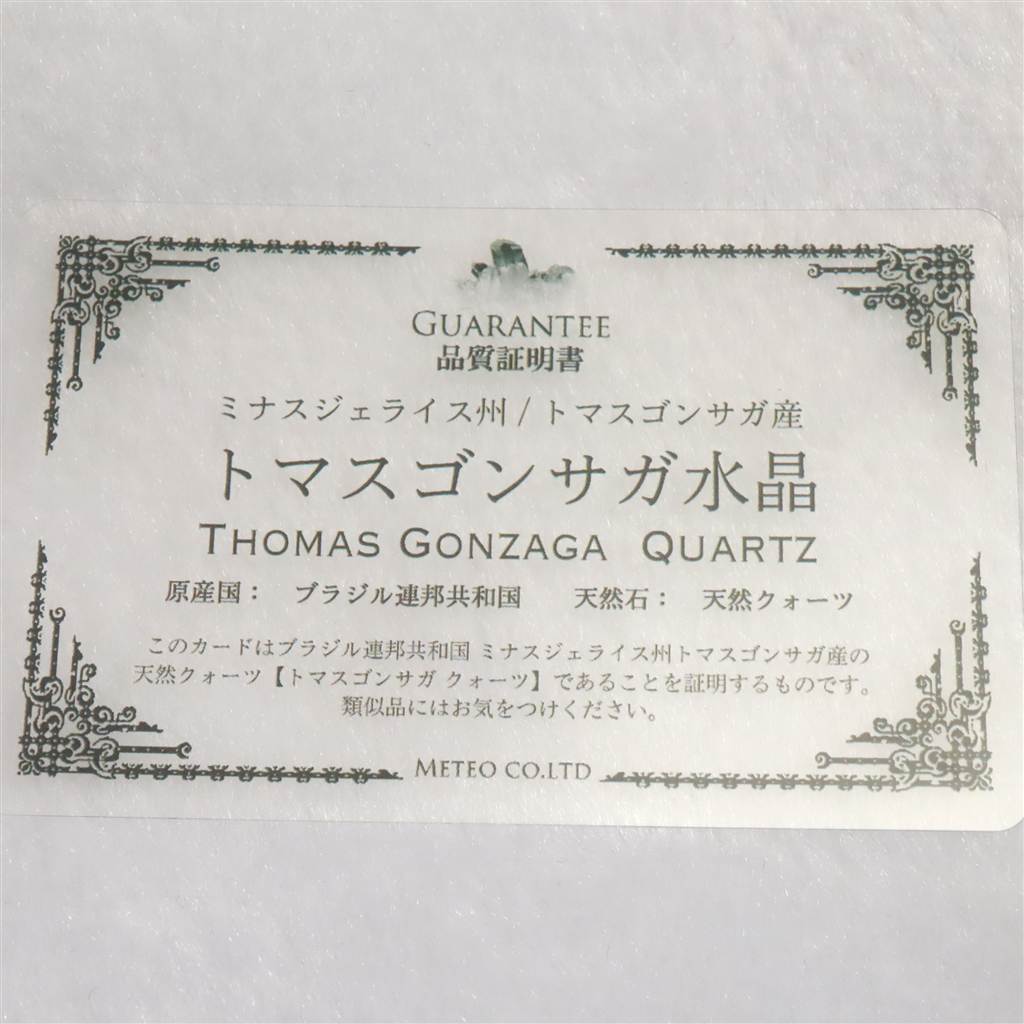 GUARANTEE
品質証明書
ミナスジェライス州 / トマスゴンサガ産
トマスゴンサガ水晶
THOMAS GONZAGA QUARTZ
原産国： ブラジル連邦共和国 天然石： 天然クォーツ
このカードはブラジル連邦共和国 ミナスジェライス州トマスゴンサガ産の
天然クォーツ【トマスゴンサガ クォーツ】であることを証明するものです。
類似品にはお気をつけください。
METEO CO.LTD